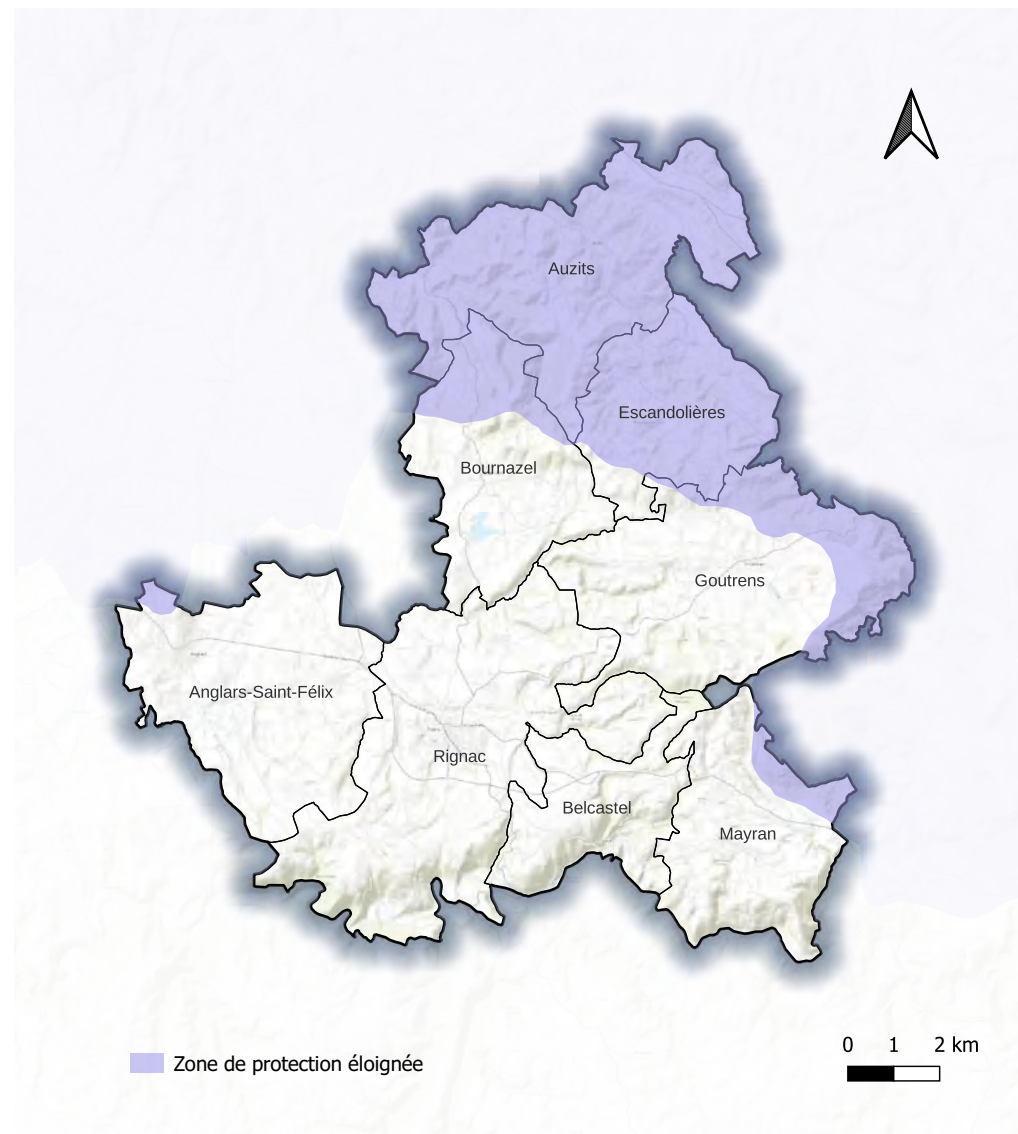 Auzits
Escandolières
Bournazel
Goutrens
Anglars-Saint-Félix
Rignac
Belcastel
Mayran
0 1 2 km
Zone de protection éloignée